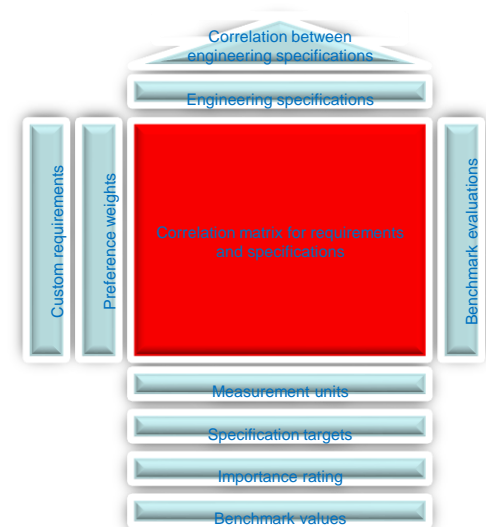 Correlation between
engineering specifications
Engineering specifications
Custom requirements
Preference weights
Correlation matrix for requirements
and specifications
Benchmark evaluations
Measurement units
Specification targets
Importance rating
Benchmark values